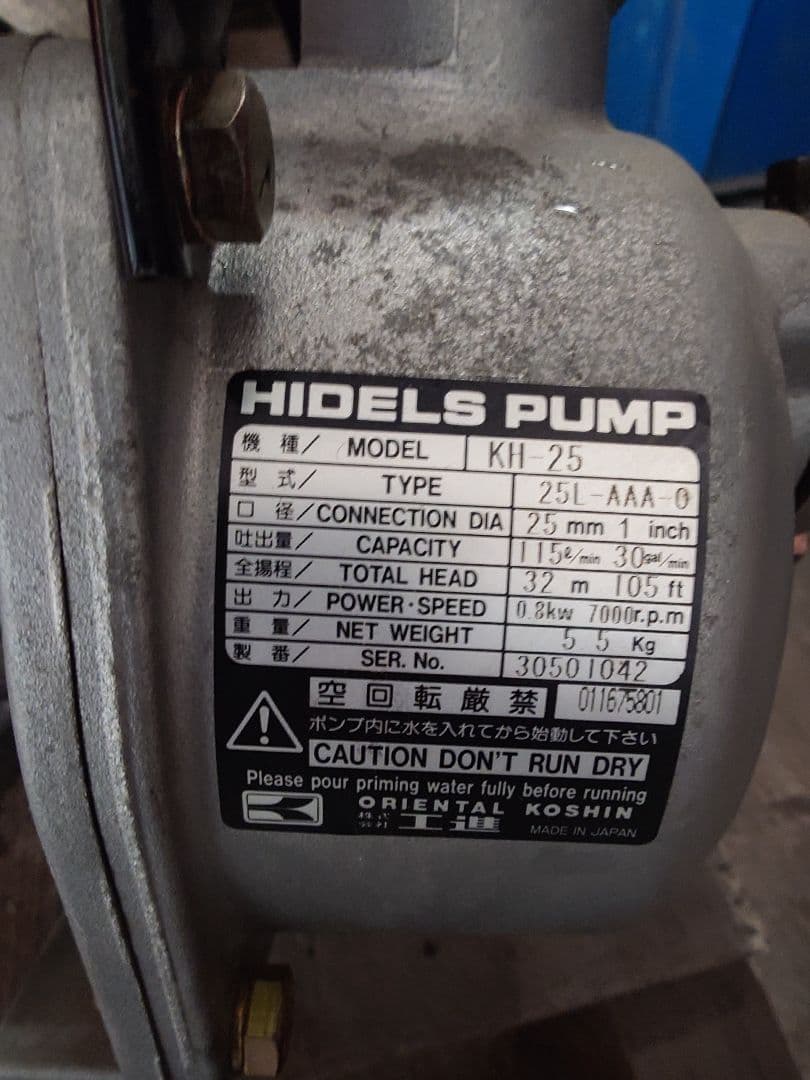 HIDELS PUMP
機種/ MODEL KH-25
型式/ TYPE 25L-AAA-0
口径/CONNECTION DIA 25 mm 1 inch
吐出量/ CAPACITY 115ℓ/min 30gal/min
全揚程/ TOTAL HEAD 32 m 105 ft
出力/ POWER・SPEED 0.8kw 7000r.p.m
重量/ NET WEIGHT 5 5 Kg
製番/ SER. No. 30501042
空回転厳禁 011675801
ポンプ内に水を入れてから始動して下さい
CAUTION DON'T RUN DRY
Please pour priming water fully before running
ORIENTAL KOSHIN
株式会社 工進 MADE IN JAPAN